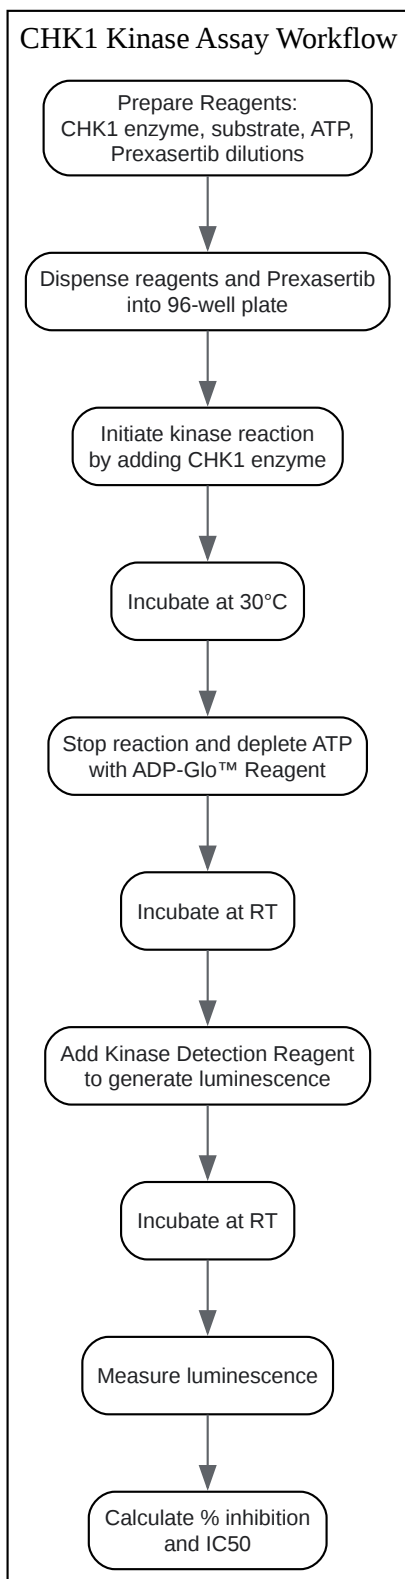 CHK1 Kinase Assay Workflow
Prepare Reagents:
CHK1 enzyme, substrate, ATP,
Prexasertib dilutions
Dispense reagents and Prexasertib
into 96-well plate
Initiate kinase reaction
by adding CHK1 enzyme
Incubate at 30°C
Stop reaction and deplete ATP
with ADP-Glo™ Reagent
Incubate at RT
Add Kinase Detection Reagent
to generate luminescence
Incubate at RT
Measure luminescence
Calculate % inhibition
and IC50